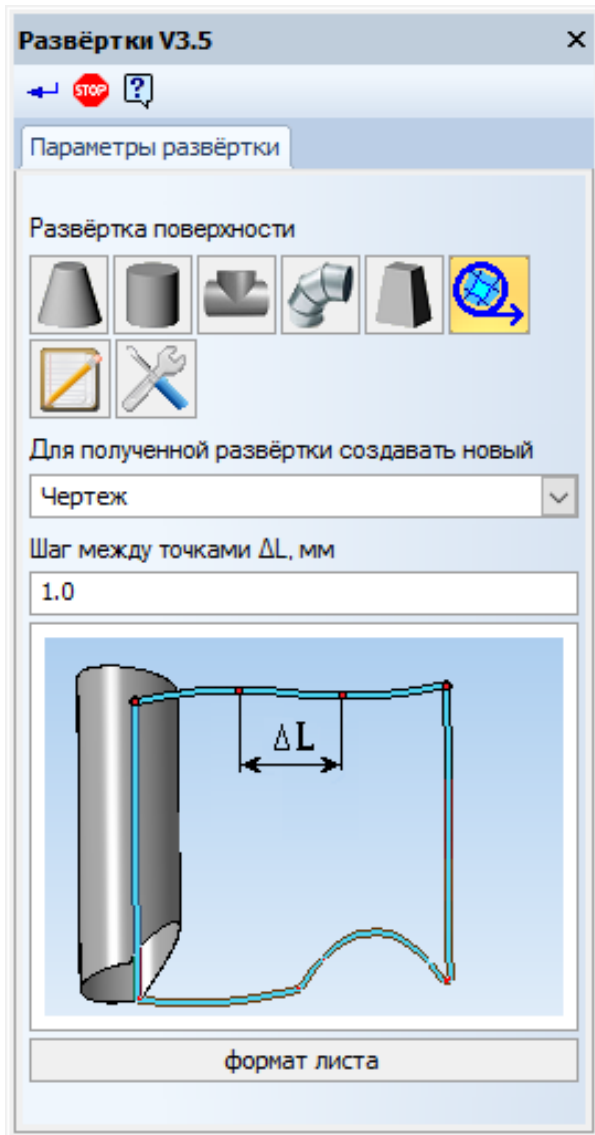 Развёртки V3.5
STOP
?
Параметры развёртки
Развёртка поверхности
Для полученной развёртки создавать новый
Чертеж
Шаг между точками ΔL, мм
1.0
ΔL
формат листа